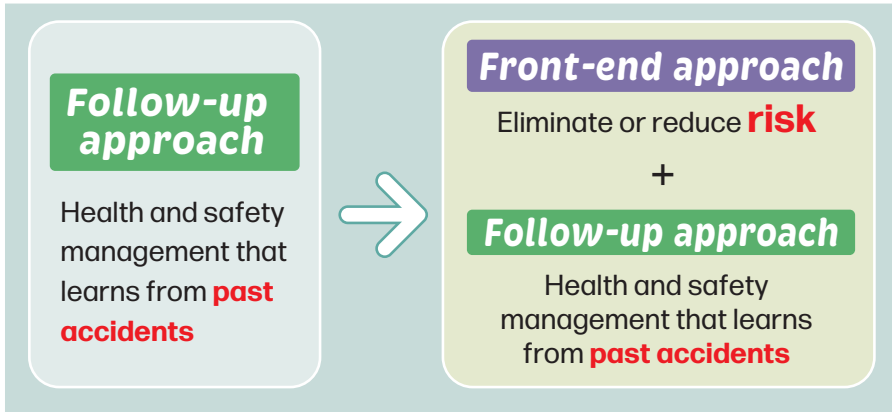 Follow-up
approach
Health and safety
management that
learns from past
accidents
Front-end approach
Eliminate or reduce risk
+
Follow-up approach
Health and safety
management that learns
from past accidents